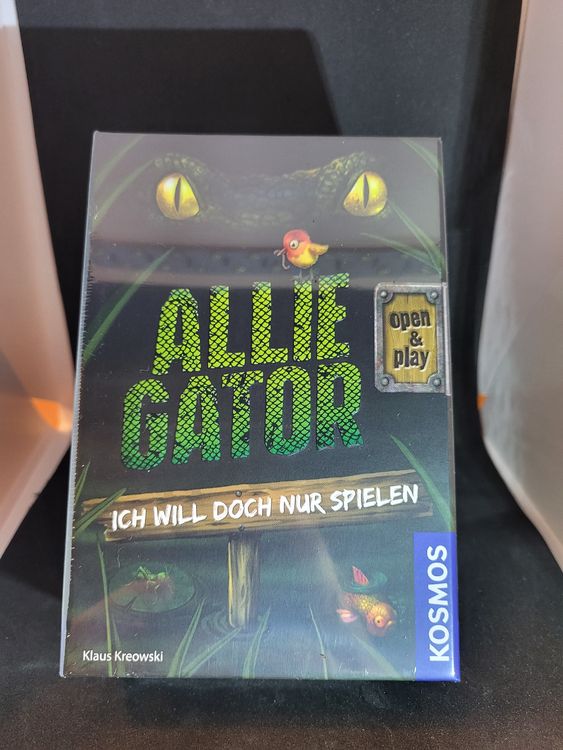 ALLIE
GATOR
open
&
play
ICH WILL DOCH NUR SPIELEN
KOSMOS
Klaus Kreowski